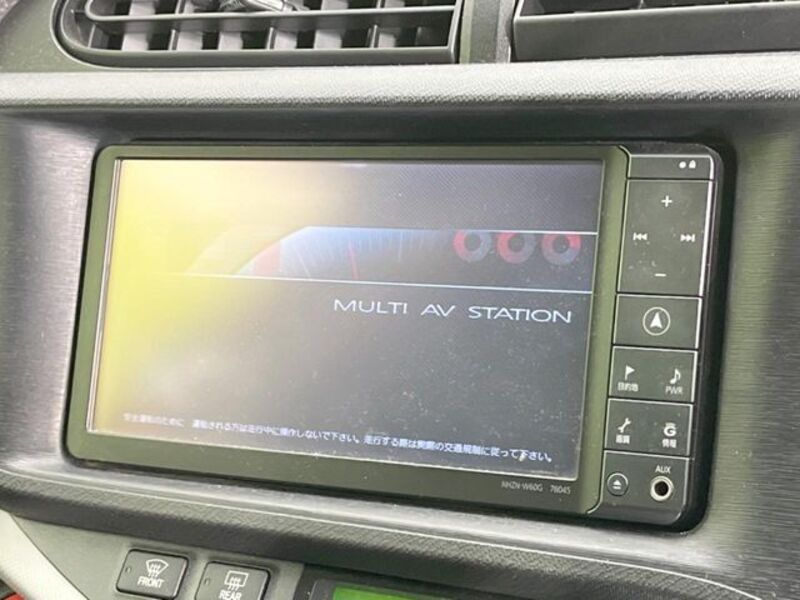 MULTI AV STATION
安全運転のために 運転される方は走行中に操作しないで下さい。走行する際は実際の交通規制に従って下さい。
NHZN-W60G 76045
目的地
PWR
画質
情報
AUX
FRONT
REAR